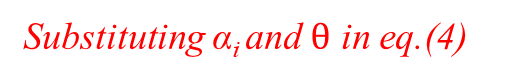 Substituting αᵢ and θ in eq.(4)